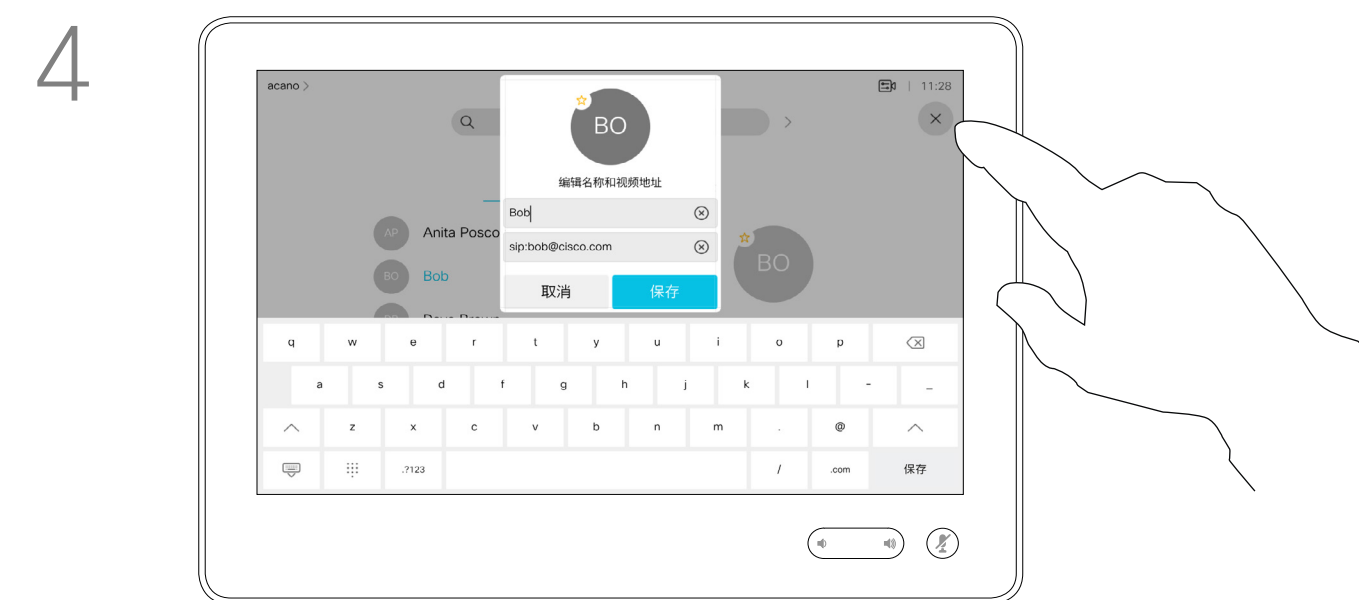 4
acano >
11:28
BO
编辑名称和视频地址
Bob
sip:bob@cisco.com
取消 保存
AP Anita Posco
BO Bob
BO
q w e r t y u i o p
a s d f g h j k l - _
z x c v b n m . @
.?123 / .com 保存